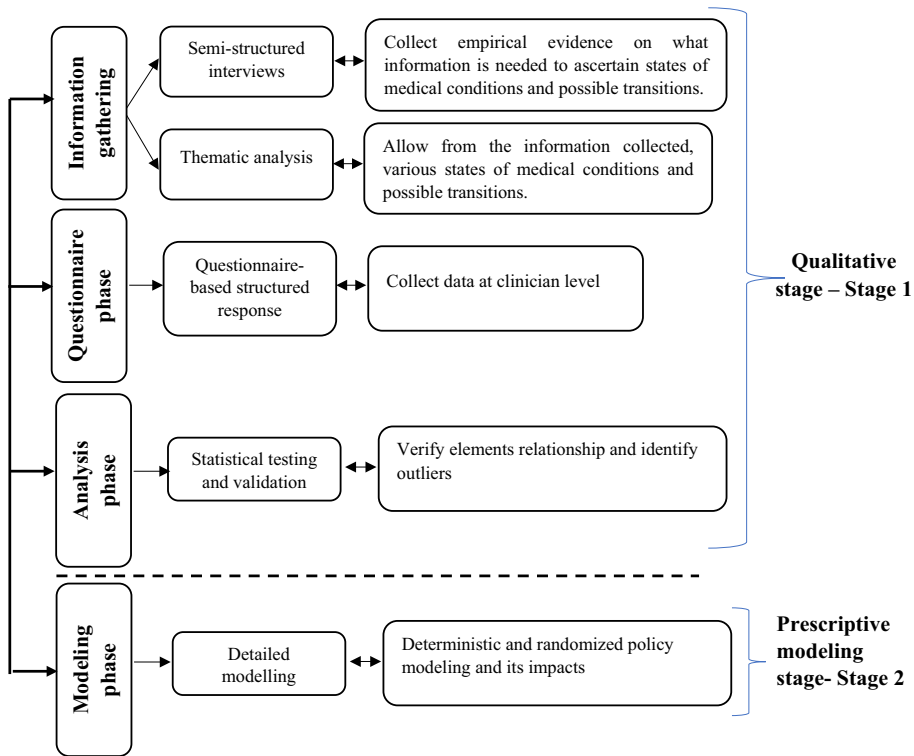 Information
gathering
Semi-structured
interviews
Collect empirical evidence on what
information is needed to ascertain states of
medical conditions and possible transitions.
Thematic analysis
Allow from the information collected,
various states of medical conditions and
possible transitions.
Questionnaire
phase
Questionnaire-
based structured
response
Collect data at clinician level
Analysis
phase
Statistical testing
and validation
Verify elements relationship and identify
outliers
Qualitative
stage – Stage 1
Modeling
phase
Detailed
modelling
Deterministic and randomized policy
modeling and its impacts
Prescriptive
modeling
stage- Stage 2